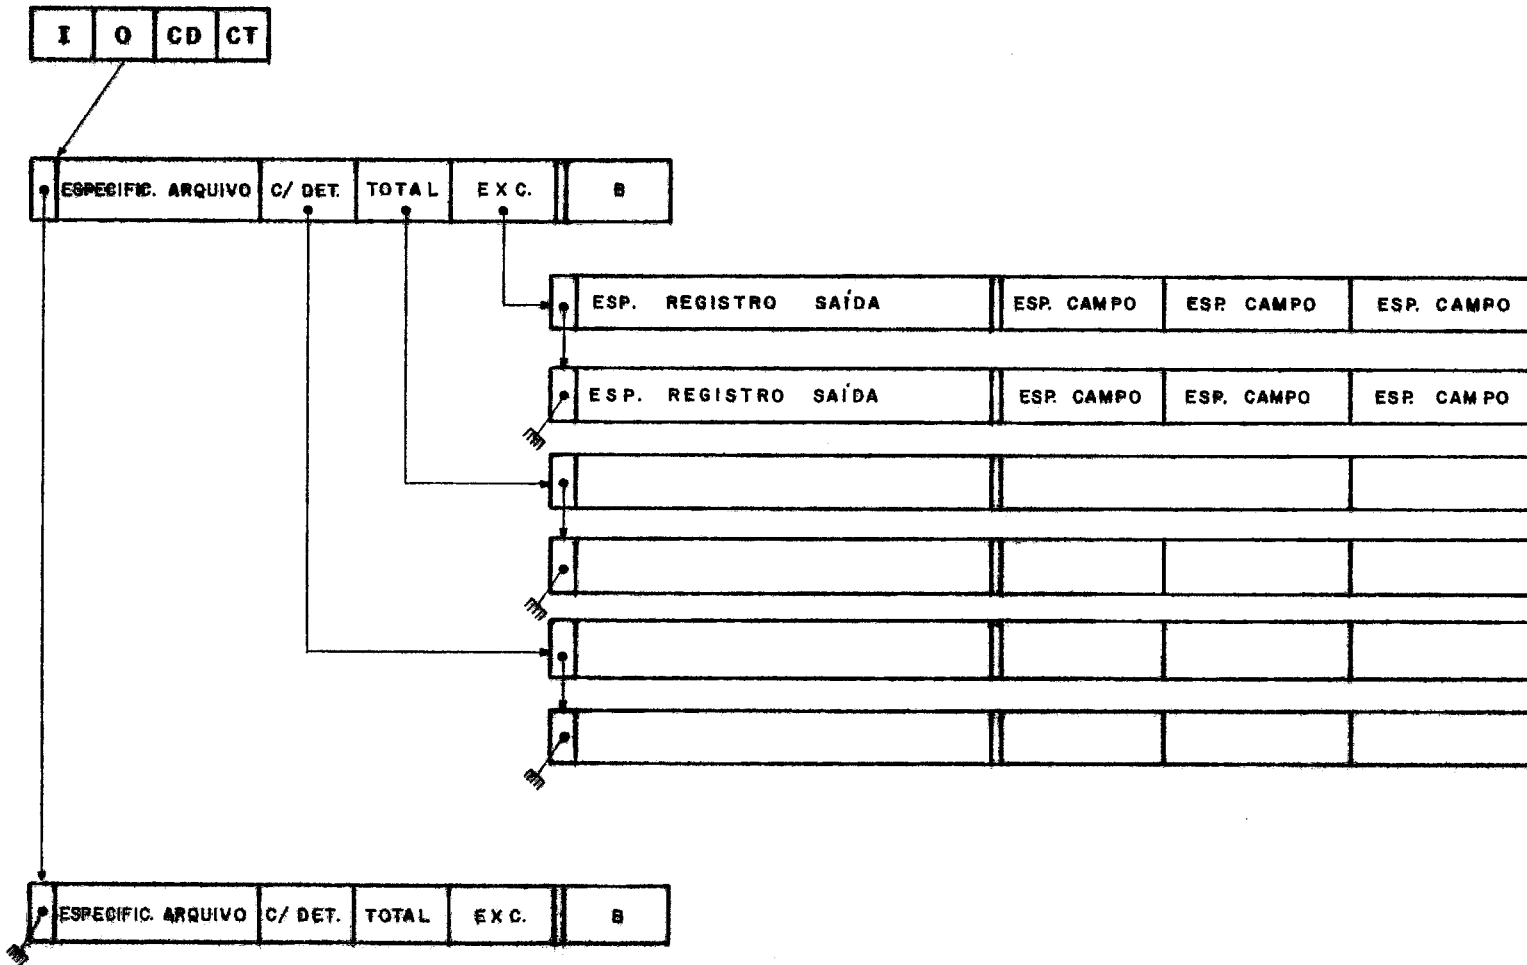 I O CD CT
ESPECIFIC. ARQUIVO C/ DET. TOTAL EXC. B
ESP. REGISTRO SAÍDA ESP. CAMPO ESP. CAMPO ESP. CAMPO
ESP. REGISTRO SAÍDA ESP. CAMPO ESP. CAMPO ESP. CAMPO
ESPECIFIC. ARQUIVO C/ DET. TOTAL EXC. B